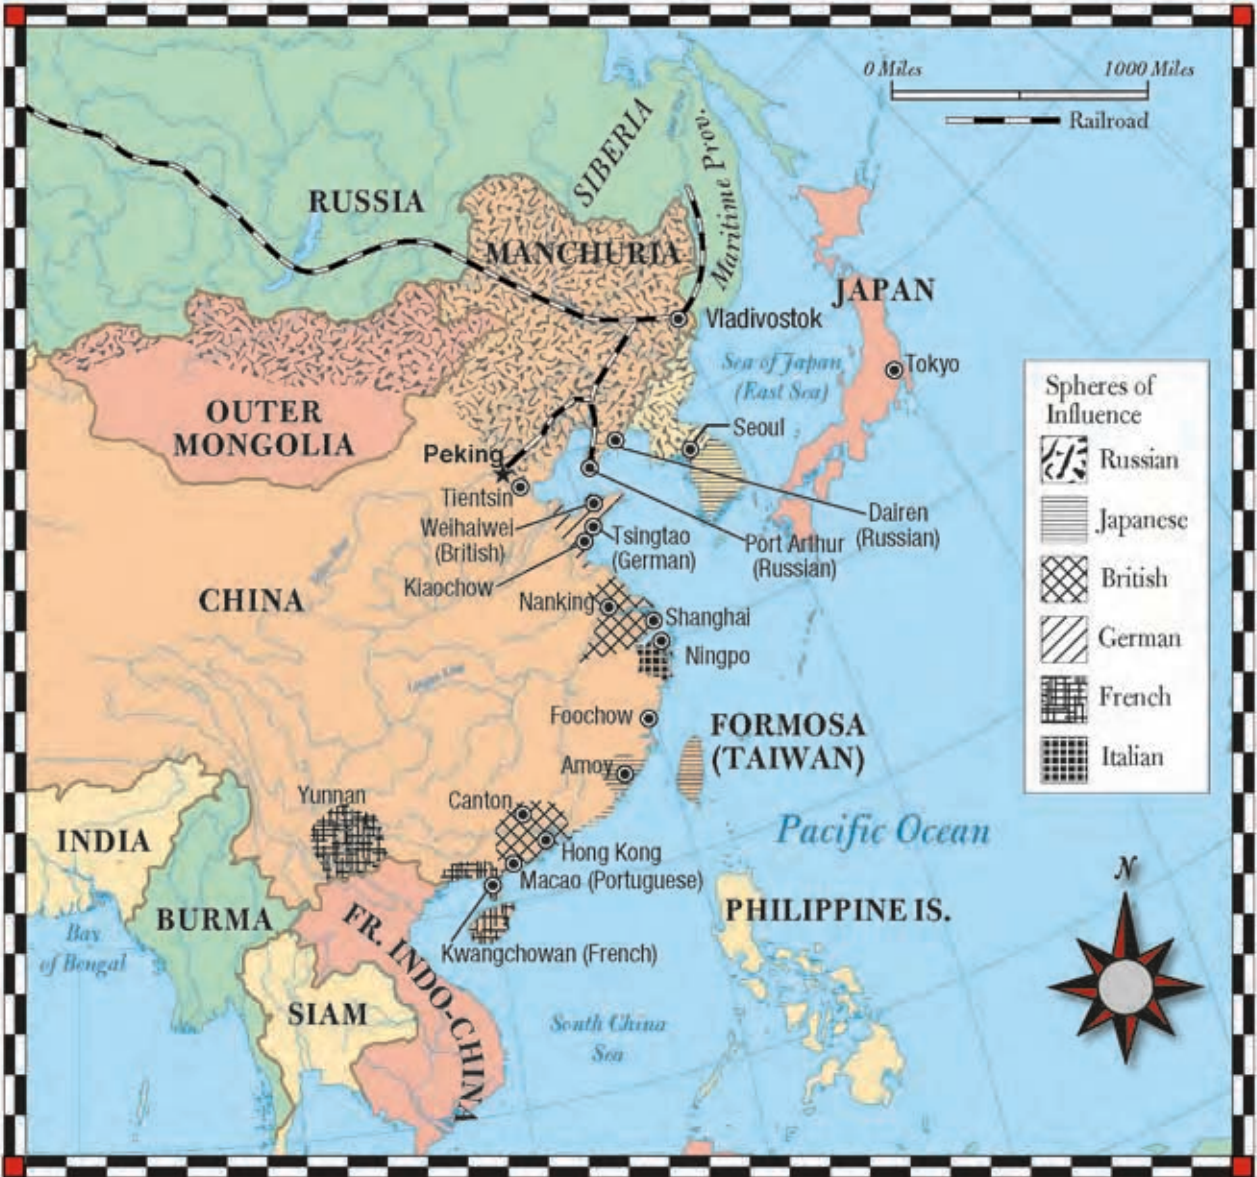 0 Miles
1000 Miles
Railroad
SIBERIA
Maritime Prov.
RUSSIA
MANCHURIA
JAPAN
Vladivostok
Sea of Japan
(East Sea)
Tokyo
Spheres of
Influence
Russian
Japanese
British
German
French
Italian
OUTER
MONGOLIA
Seoul
Peking
Tientsin
Weihaiwei
(British)
Tsingtao
(German)
Port Arthur
(Russian)
Dairen
(Russian)
Kiaochow
CHINA
Nanking
Shanghai
Ningpo
Foochow
FORMOSA
(TAIWAN)
Amoy
Yunnan
Canton
Hong Kong
Macao (Portuguese)
Pacific Ocean
INDIA
BURMA
Bay
of Bengal
FR. INDO-CHINA
Kwangchowan (French)
PHILIPPINE IS.
N
SIAM
South China
Sea